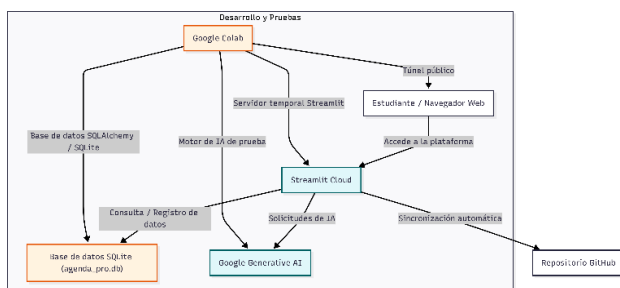 Desarrollo y Pruebas
Google Colab
Túnel público
Servidor temporal Streamlit
Estudiante / Navegador Web
Base de datos SQLAlchemy
/ SQLite
Motor de IA de prueba
Accede a la plataforma
Streamlit Cloud
Consulta / Registro de
datos
Solicitudes de IA
Sincronización automática
Base de datos SQLite
(agenda_pro.db)
Google Generative AI
Repositorio GitHub